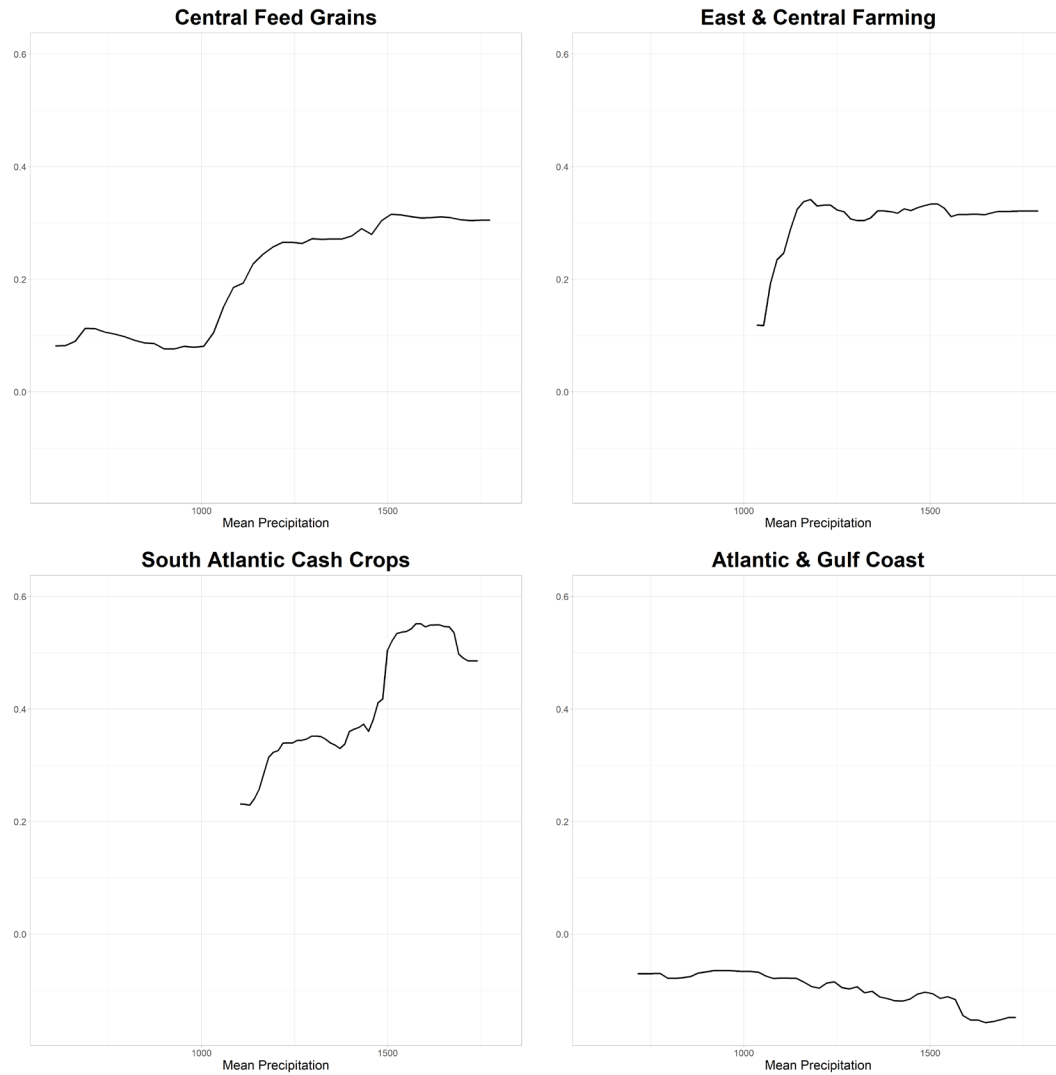 Central Feed Grains
0.6
0.4
0.2
0.0
1000 1500
Mean Precipitation
East & Central Farming
0.6
0.4
0.2
0.0
1000 1500
Mean Precipitation
South Atlantic Cash Crops
0.6
0.4
0.2
0.0
1000 1500
Mean Precipitation
Atlantic & Gulf Coast
0.6
0.4
0.2
0.0
1000 1500
Mean Precipitation